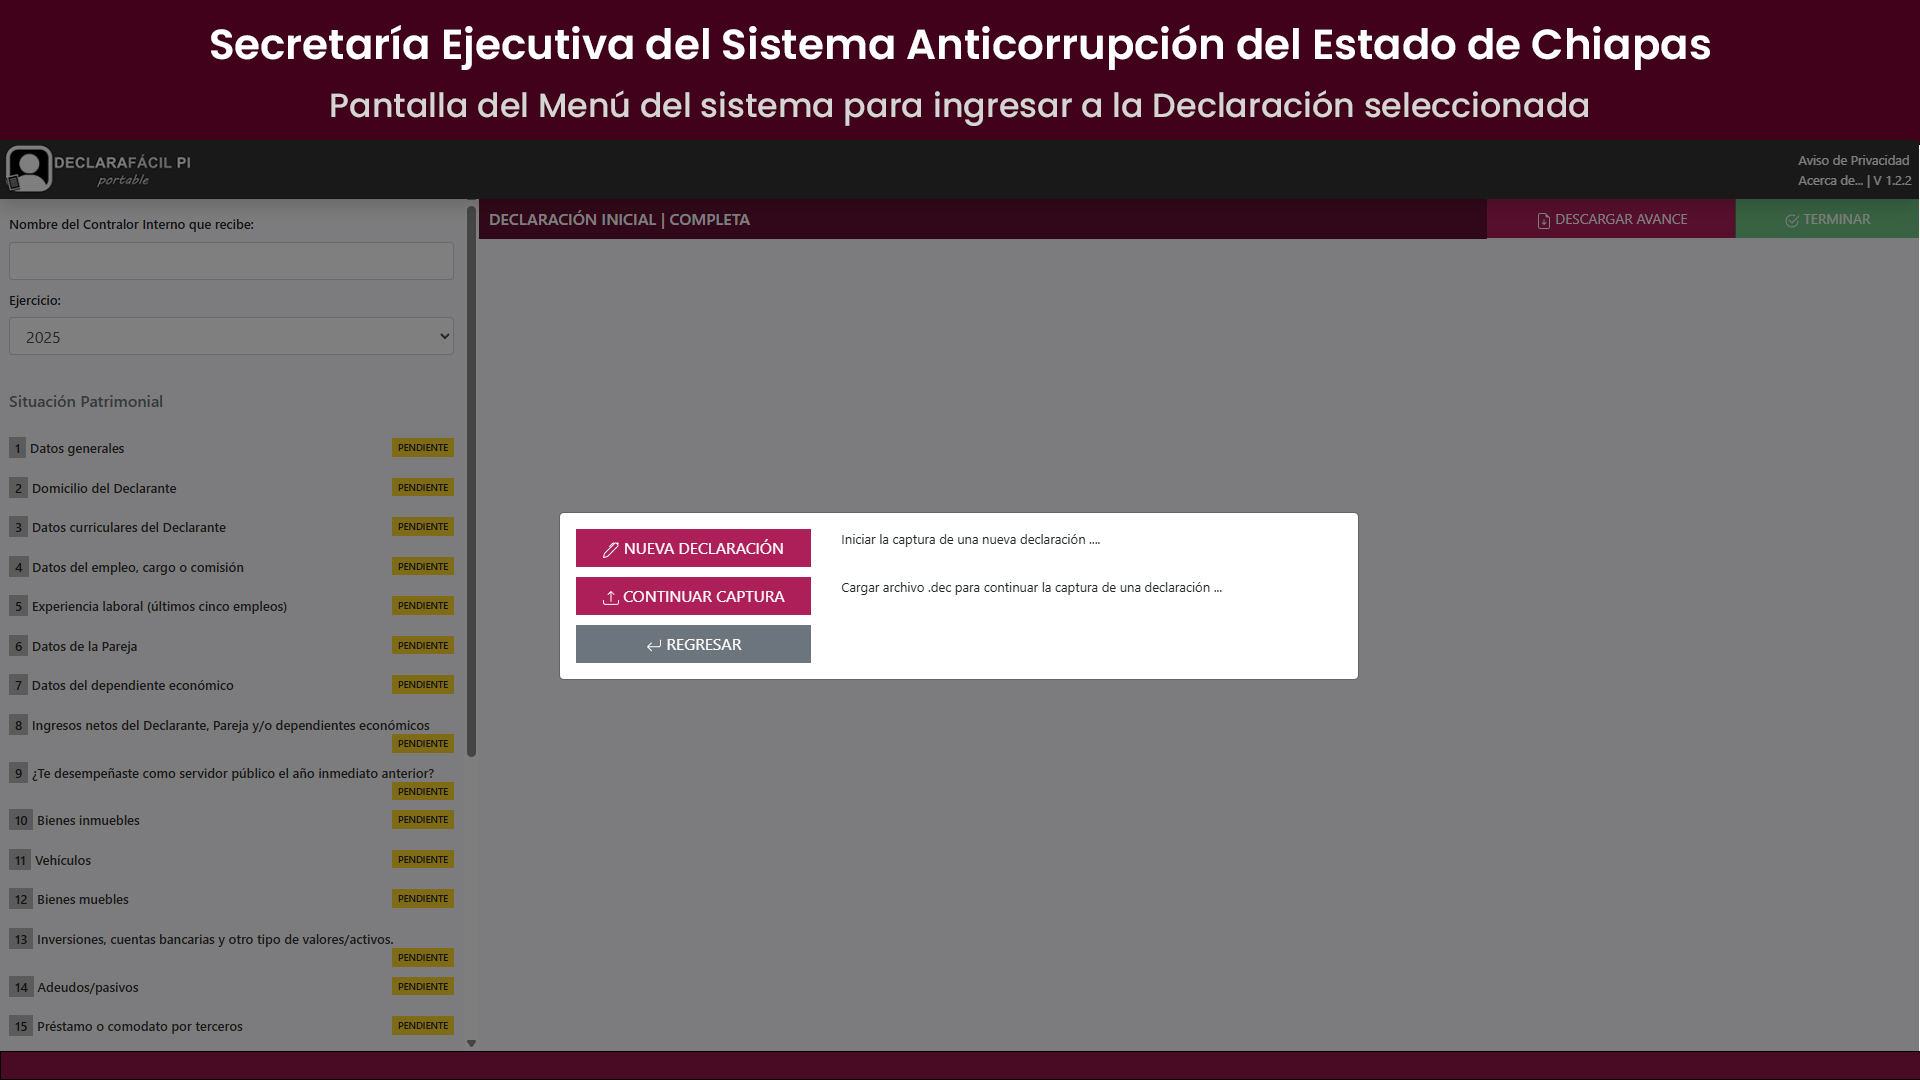 Secretaría Ejecutiva del Sistema Anticorrupción del Estado de Chiapas
Pantalla del Menú del sistema para ingresar a la Declaración seleccionada
DECLARAFÁCIL PI
portable
Aviso de Privacidad
Acerca de... | V 1.2.2
Nombre del Contralor Interno que recibe:
Ejercicio:
2025
Situación Patrimonial
1 Datos generales PENDIENTE
2 Domicilio del Declarante PENDIENTE
3 Datos curriculares del Declarante PENDIENTE
4 Datos del empleo, cargo o comisión PENDIENTE
5 Experiencia laboral (últimos cinco empleos) PENDIENTE
6 Datos de la Pareja PENDIENTE
7 Datos del dependiente económico PENDIENTE
8 Ingresos netos del Declarante, Pareja y/o dependientes económicos
PENDIENTE
9 ¿Te desempeñaste como servidor público el año inmediato anterior?
PENDIENTE
10 Bienes inmuebles PENDIENTE
11 Vehículos PENDIENTE
12 Bienes muebles PENDIENTE
13 Inversiones, cuentas bancarias y otro tipo de valores/activos.
PENDIENTE
14 Adeudos/pasivos PENDIENTE
15 Préstamo o comodato por terceros PENDIENTE
DECLARACIÓN INICIAL | COMPLETA
DESCARGAR AVANCE
TERMINAR
NUEVA DECLARACIÓN Iniciar la captura de una nueva declaración ....
CONTINUAR CAPTURA Cargar archivo .dec para continuar la captura de una declaración ...
REGRESAR